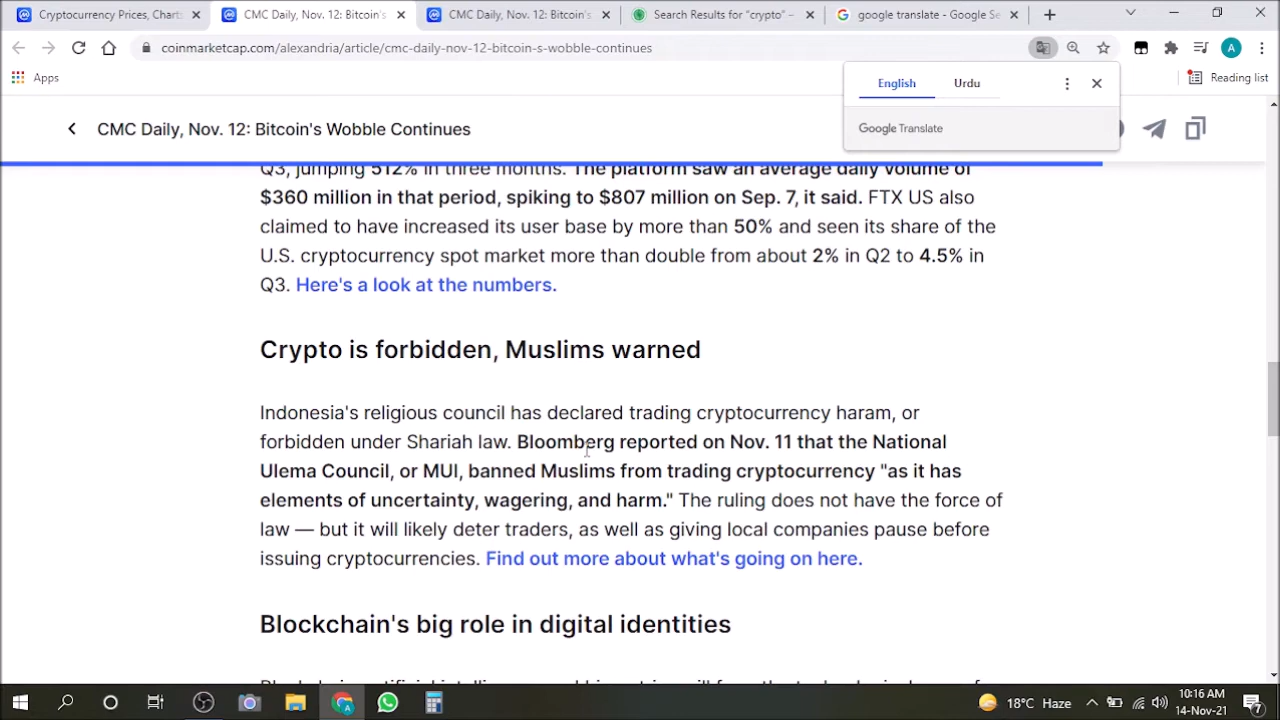 Cryptocurrency Prices, Charts
CMC Daily, Nov. 12: Bitcoin's
CMC Daily, Nov. 12: Bitcoin's
Search Results for "crypto" –
google translate - Google Se
coinmarketcap.com/alexandria/article/cmc-daily-nov-12-bitcoin-s-wobble-continues
A
Apps
Reading list
English
Urdu
Google Translate
CMC Daily, Nov. 12: Bitcoin's Wobble Continues
Q3, jumping 512% in three months. The platform saw an average daily volume of
$360 million in that period, spiking to $807 million on Sep. 7, it said. FTX US also
claimed to have increased its user base by more than 50% and seen its share of the
U.S. cryptocurrency spot market more than double from about 2% in Q2 to 4.5% in
Q3. Here's a look at the numbers.
Crypto is forbidden, Muslims warned
Indonesia's religious council has declared trading cryptocurrency haram, or
forbidden under Shariah law. Bloomberg reported on Nov. 11 that the National
Ulema Council, or MUI, banned Muslims from trading cryptocurrency "as it has
elements of uncertainty, wagering, and harm." The ruling does not have the force of
law — but it will likely deter traders, as well as giving local companies pause before
issuing cryptocurrencies. Find out more about what's going on here.
Blockchain's big role in digital identities
18°C Haze
10:16 AM
14-Nov-21
7